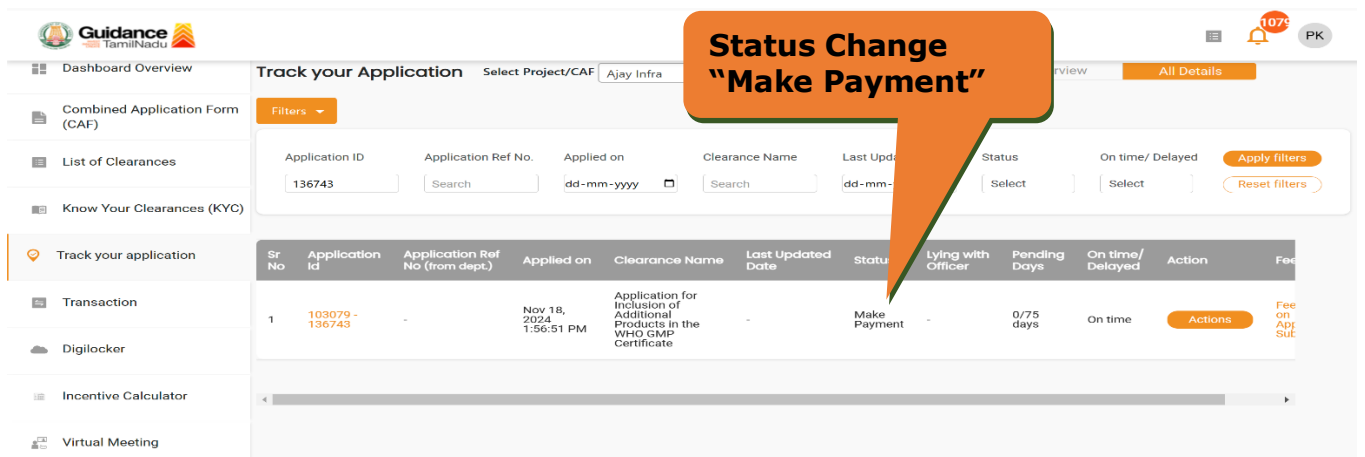 Guidance
TamilNadu
Status Change
“Make Payment”
1079
PK
Dashboard Overview
Track your Application Select Project/CAF Ajay Infra All Details
Combined Application Form
(CAF)
Filters
List of Clearances
Application ID Application Ref No. Applied on Clearance Name Status On time/ Delayed Apply filters
136743 Search dd-mm-yyyy Search Select Select Reset filters
Know Your Clearances (KYC)
Track your application
Sr No Application Id Application Ref No (from dept.) Applied on Clearance Name Last Updated Date Lying with Officer Pending Days On time/ Delayed Action
1 103079 - 136743 - Nov 18, 2024 1:56:51 PM Application for Inclusion of Additional Products in the WHO GMP Certificate - Make Payment - 0/75 days On time Actions
Transaction
Digilocker
Incentive Calculator
Virtual Meeting